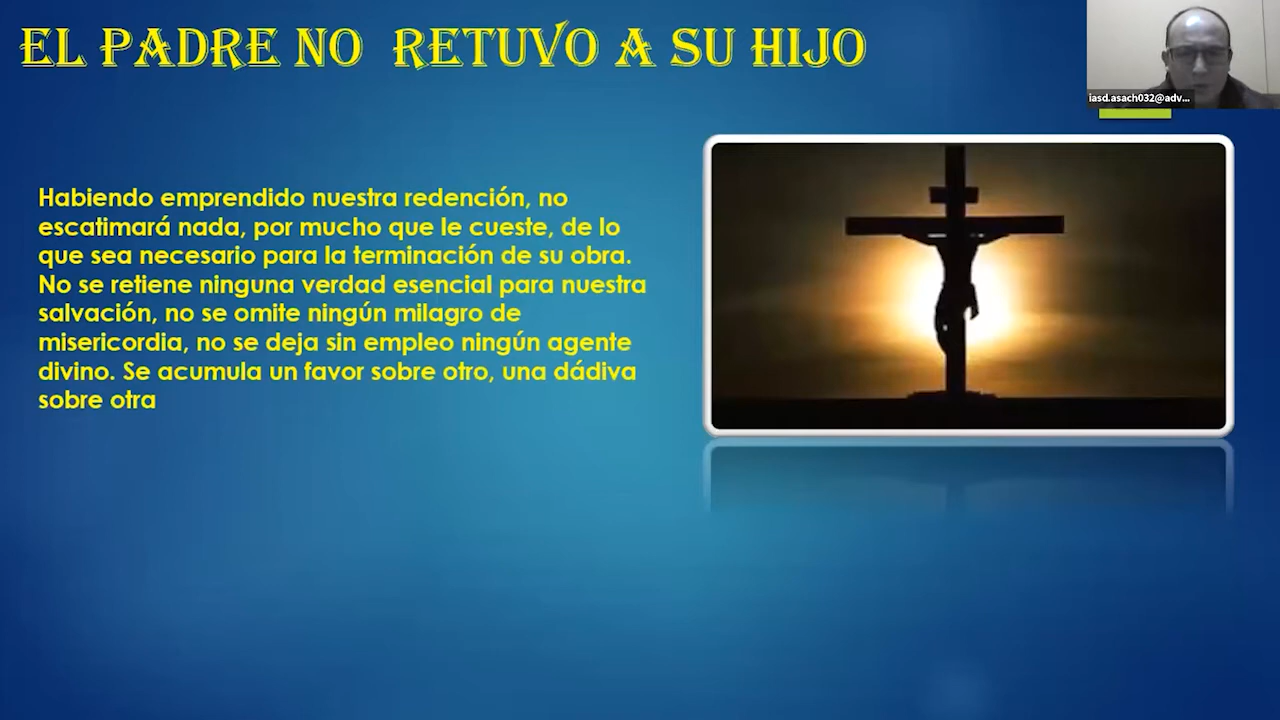 EL PADRE NO RETUVO A SU HIJO
iasd.asach032@adv...
Habiendo emprendido nuestra redención, no
escatimará nada, por mucho que le cueste, de lo
que sea necesario para la terminación de su obra.
No se retiene ninguna verdad esencial para nuestra
salvación, no se omite ningún milagro de
misericordia, no se deja sin empleo ningún agente
divino. Se acumula un favor sobre otro, una dádiva
sobre otra